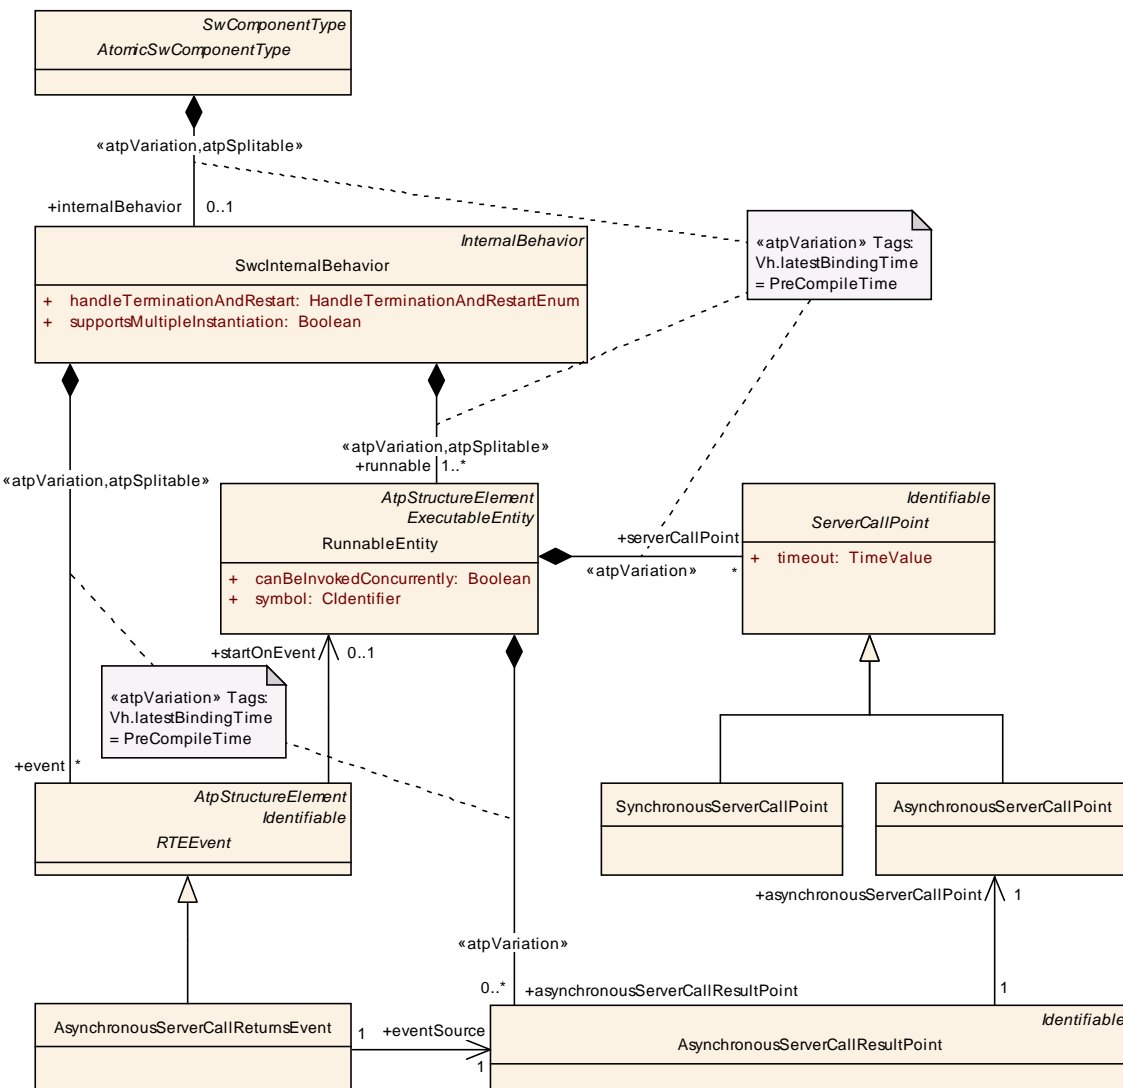 SwComponentType
AtomicSwComponentType
«atpVariation,atpSplitable»
+internalBehavior 0..1
InternalBehavior
SwcInternalBehavior
+ handleTerminationAndRestart: HandleTerminationAndRestartEnum
+ supportsMultipleInstantiation: Boolean
«atpVariation» Tags:
Vh.latestBindingTime
= PreCompileTime
«atpVariation,atpSplitable»
+runnable 1..*
«atpVariation,atpSplitable»
AtpStructureElement
ExecutableEntity
RunnableEntity
+ canBeInvokedConcurrently: Boolean
+ symbol: CIdentifier
+serverCallPoint
«atpVariation»
*
Identifiable
ServerCallPoint
+ timeout: TimeValue
+startOnEvent 0..1
«atpVariation» Tags:
Vh.latestBindingTime
= PreCompileTime
+event *
AtpStructureElement
Identifiable
RTEEvent
SynchronousServerCallPoint
AsynchronousServerCallPoint
+asynchronousServerCallPoint 1
«atpVariation»
0..* +asynchronousServerCallResultPoint
1
AsynchronousServerCallReturnsEvent
1 +eventSource
1
Identifiable
AsynchronousServerCallResultPoint